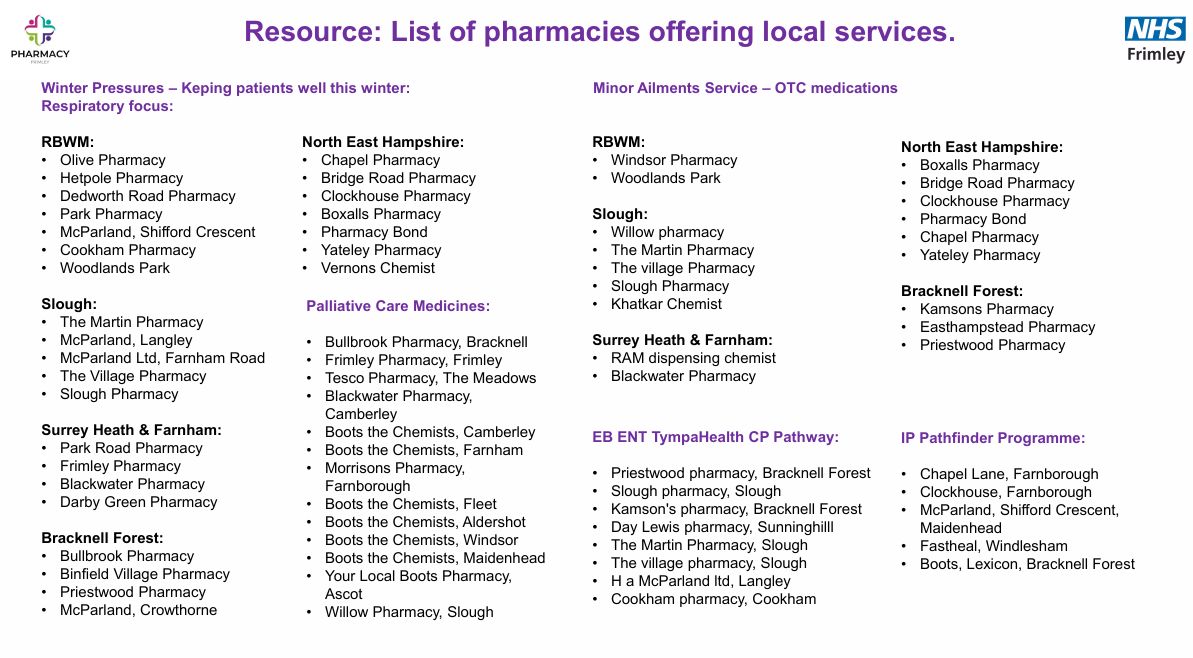 Resource: List of pharmacies offering local services.
PHARMACY
FRIMLEY
NHS
Frimley
Winter Pressures – Keping patients well this winter:
Respiratory focus:
RBWM:
• Olive Pharmacy
• Hetpole Pharmacy
• Dedworth Road Pharmacy
• Park Pharmacy
• McParland, Shifford Crescent
• Cookham Pharmacy
• Woodlands Park
Slough:
• The Martin Pharmacy
• McParland, Langley
• McParland Ltd, Farnham Road
• The Village Pharmacy
• Slough Pharmacy
Surrey Heath & Farnham:
• Park Road Pharmacy
• Frimley Pharmacy
• Blackwater Pharmacy
• Darby Green Pharmacy
Bracknell Forest:
• Bullbrook Pharmacy
• Binfield Village Pharmacy
• Priestwood Pharmacy
• McParland, Crowthorne
North East Hampshire:
• Chapel Pharmacy
• Bridge Road Pharmacy
• Clockhouse Pharmacy
• Boxalls Pharmacy
• Pharmacy Bond
• Yateley Pharmacy
• Vernons Chemist
Palliative Care Medicines:
• Bullbrook Pharmacy, Bracknell
• Frimley Pharmacy, Frimley
• Tesco Pharmacy, The Meadows
• Blackwater Pharmacy,
Camberley
• Boots the Chemists, Camberley
• Boots the Chemists, Farnham
• Morrisons Pharmacy,
Farnborough
• Boots the Chemists, Fleet
• Boots the Chemists, Aldershot
• Boots the Chemists, Windsor
• Boots the Chemists, Maidenhead
• Your Local Boots Pharmacy,
Ascot
• Willow Pharmacy, Slough
Minor Ailments Service – OTC medications
RBWM:
• Windsor Pharmacy
• Woodlands Park
Slough:
• Willow pharmacy
• The Martin Pharmacy
• The village Pharmacy
• Slough Pharmacy
• Khatkar Chemist
Surrey Heath & Farnham:
• RAM dispensing chemist
• Blackwater Pharmacy
North East Hampshire:
• Boxalls Pharmacy
• Bridge Road Pharmacy
• Clockhouse Pharmacy
• Pharmacy Bond
• Chapel Pharmacy
• Yateley Pharmacy
Bracknell Forest:
• Kamsons Pharmacy
• Easthampstead Pharmacy
• Priestwood Pharmacy
EB ENT TympaHealth CP Pathway:
• Priestwood pharmacy, Bracknell Forest
• Slough pharmacy, Slough
• Kamson's pharmacy, Bracknell Forest
• Day Lewis pharmacy, Sunninghilll
• The Martin Pharmacy, Slough
• The village pharmacy, Slough
• H a McParland ltd, Langley
• Cookham pharmacy, Cookham
IP Pathfinder Programme:
• Chapel Lane, Farnborough
• Clockhouse, Farnborough
• McParland, Shifford Crescent,
Maidenhead
• Fastheal, Windlesham
• Boots, Lexicon, Bracknell Forest